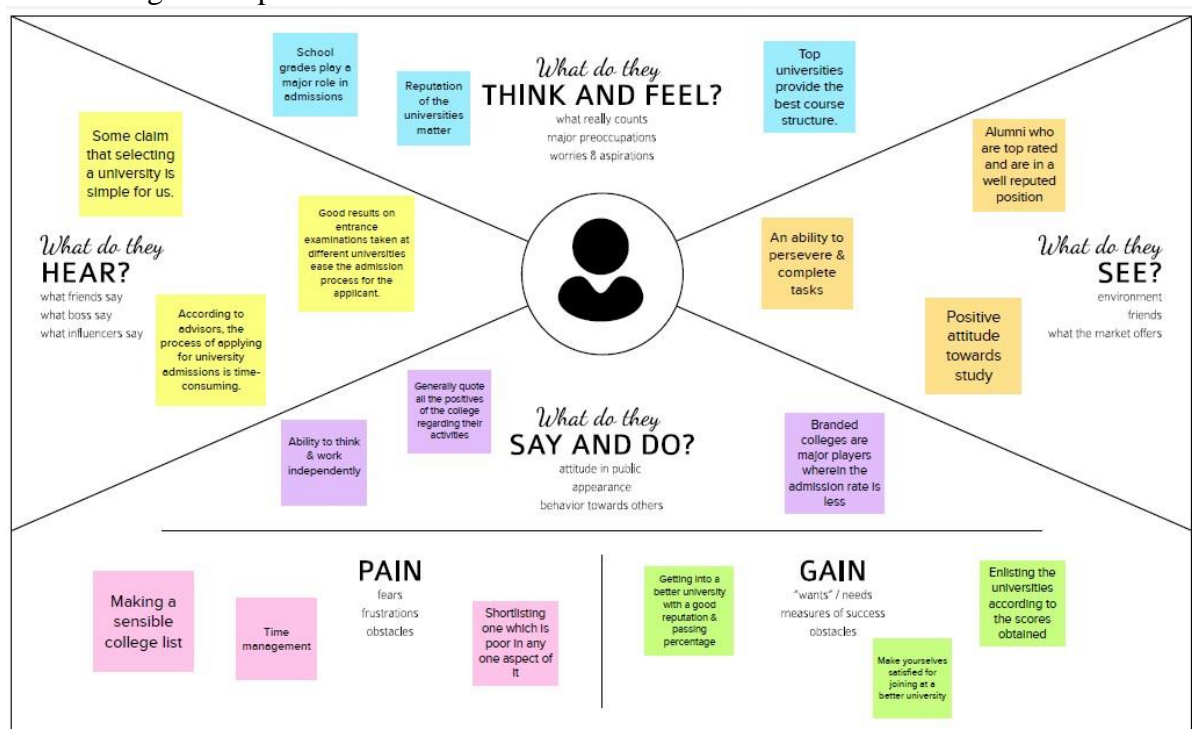 School
grades play a
major role in
admissions
Reputation
of the
universities
matter
What do they
THINK AND FEEL?
what really counts
major preoccupations
worries & aspirations
Top
universities
provide the
best course
structure.
Some claim
that selecting
a university is
simple for us.
Good results on
entrance
examinations taken at
different universities
ease the admission
process for the
applicant.
What do they
HEAR?
what friends say
what boss say
what influencers say
According to
advisors, the
process of applying
for university
admissions is time-
consuming.
Alumni who
are top rated
and are in a
well reputed
position
An ability to
persevere &
complete
tasks
What do they
SEE?
environment
friends
what the market offers
Positive
attitude
towards
study
Generally quote
all the positives
of the college
regarding their
activities
Ability to think
& work
independently
What do they
SAY AND DO?
attitude in public
appearance
behavior towards others
Branded
colleges are
major players
wherein the
admission rate is
less
PAIN
fears
frustrations
obstacles
Making a
sensible
college list
Time
management
Shortlisting
one which is
poor in any
one aspect of
it
GAIN
"wants" / needs
measures of success
obstacles
Getting into a
better university
with a good
reputation &
passing
percentage
Enlisting the
universities
according to
the scores
obtained
Make yourselves
satisfied for
joining at a
better university